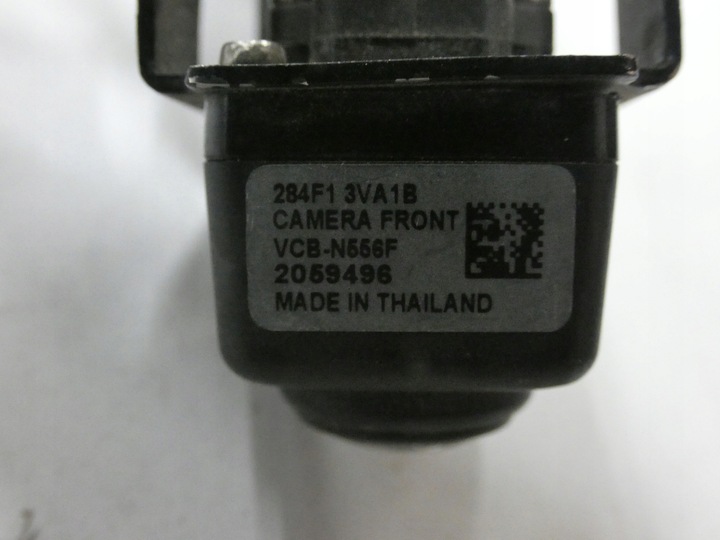 284F1 3VA1B
CAMERA FRONT
VCB-N556F
2059496
MADE IN THAILAND